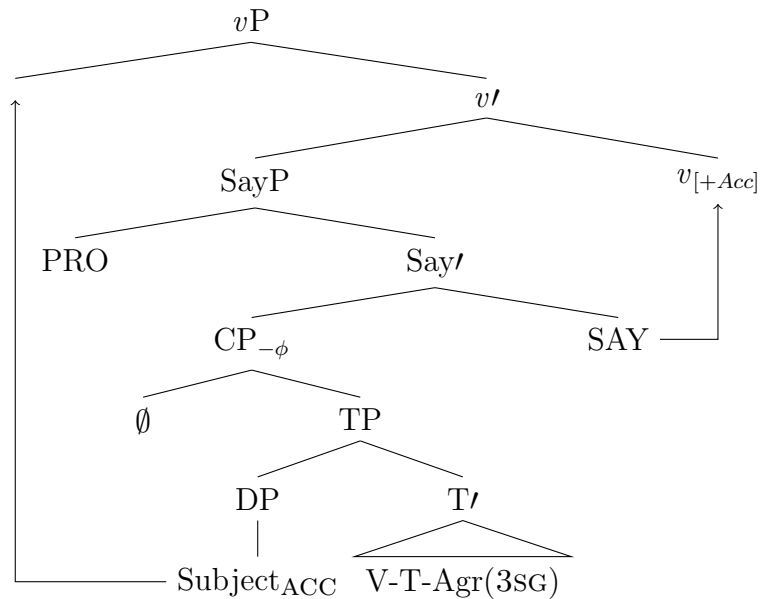 vP
v′
SayP v[+Acc]
PRO Say′
CP−ϕ SAY
∅ TP
DP T′
SubjectACC V-T-Agr(3SG)